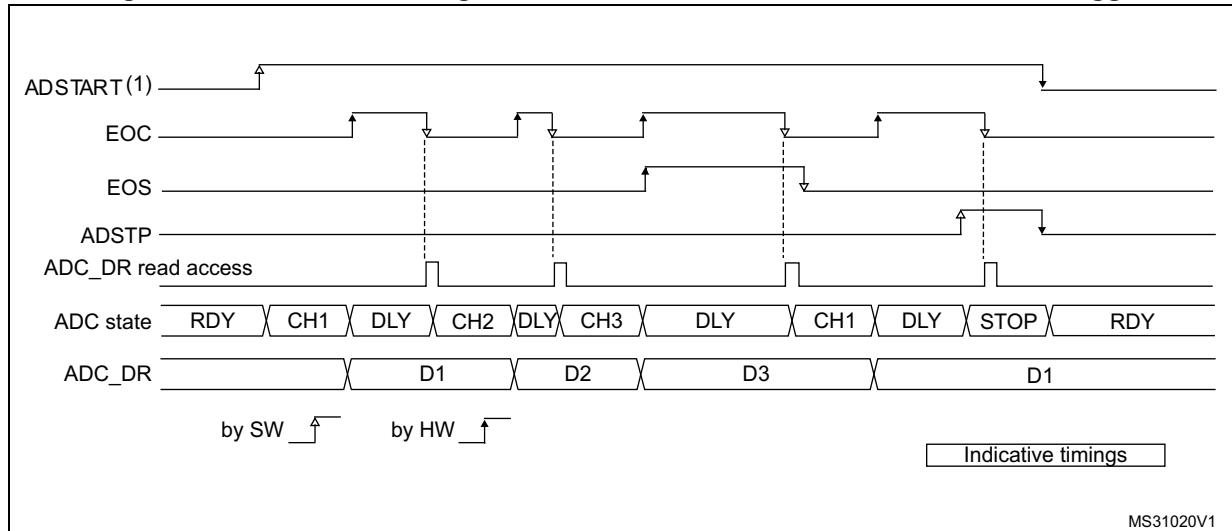 ADSTART (1)
EOC
EOS
ADSTP
ADC_DR read access
ADC state RDY CH1 DLY CH2 DLY CH3 DLY CH1 DLY STOP RDY
ADC_DR D1 D2 D3 D1
by SW by HW
Indicative timings
MS31020V1